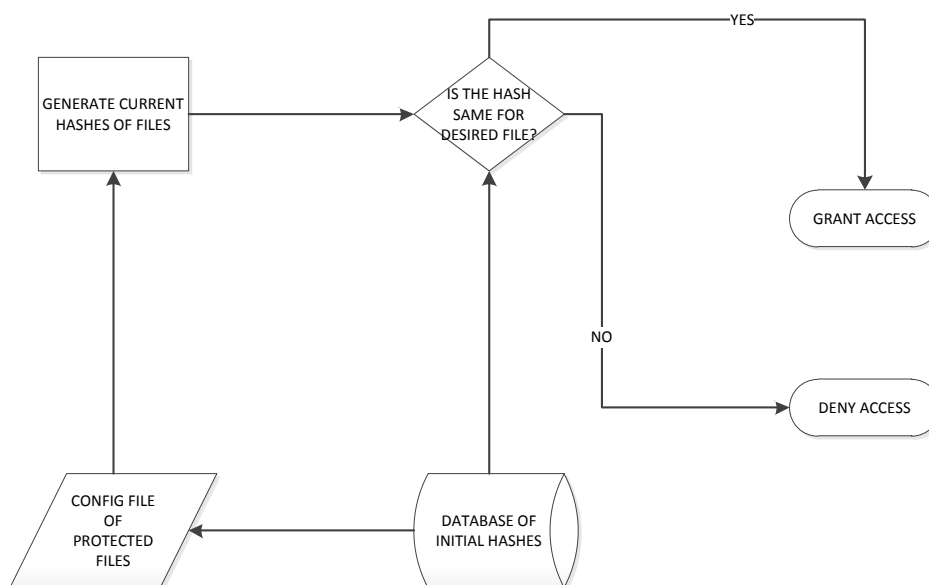 YES
GENERATE CURRENT
HASHES OF FILES
IS THE HASH
SAME FOR
DESIRED FILE?
GRANT ACCESS
NO
DENY ACCESS
CONFIG FILE
OF
PROTECTED
FILES
DATABASE OF
INITIAL HASHES